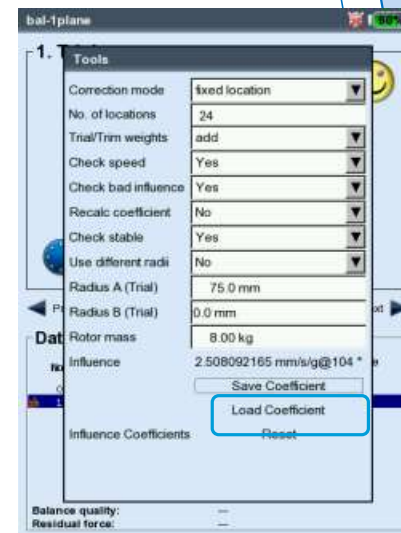 bal-1plane
80%
1. T
Tools
Correction mode fixed location
No. of locations 24
Trial/Trim weights add
Check speed Yes
Check bad influence Yes
Recalc coefficient No
Check stable Yes
Use different radii No
Radius A (Trial) 75.0 mm
Radius B (Trial) 0.0 mm
Rotor mass 8.00 kg
Influence 2.508092165 mm/s/g@104 °
Save Coefficient
Load Coefficient
Influence Coefficients Reset
Dat
Balance quality: ---
Residual force: ---